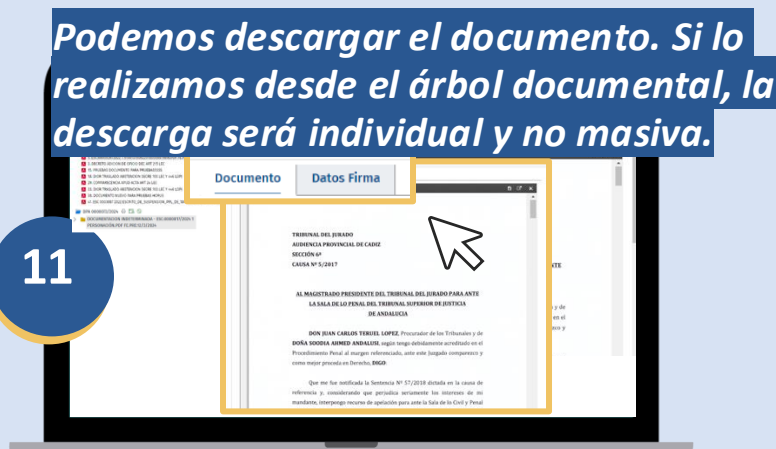 Podemos descargar el documento. Si lo
realizamos desde el árbol documental, la
descarga será individual y no masiva.
Documento Datos Firma
11
TRIBUNAL DEL JURADO
AUDIENCIA PROVINCIAL DE CADIZ
SECCIÓN 6ª
CAUSA Nº 5/2017
AL MAGISTRADO PRESIDENTE DEL TRIBUNAL DEL JURADO PARA ANTE
LA SALA DE LO PENAL DEL TRIBUNAL SUPERIOR DE JUSTICIA
DE ANDALUCIA
DON JUAN CARLOS TERUEL LOPEZ, Procurador de los Tribunales y de
DOÑA SOODIA AHMED ANDALUSI, según tengo debidamente acreditado en el
Procedimiento Penal al margen referenciado, ante este Juzgado comparezco y
como mejor proceda en Derecho, DIGO:
Que me fue notificada la Sentencia Nº 57/2018 dictada en la causa de
referencia y, considerando que perjudica seriamente los intereses de mi
mandante, interpongo recurso de apelación para ante la Sala de lo Civil y Penal